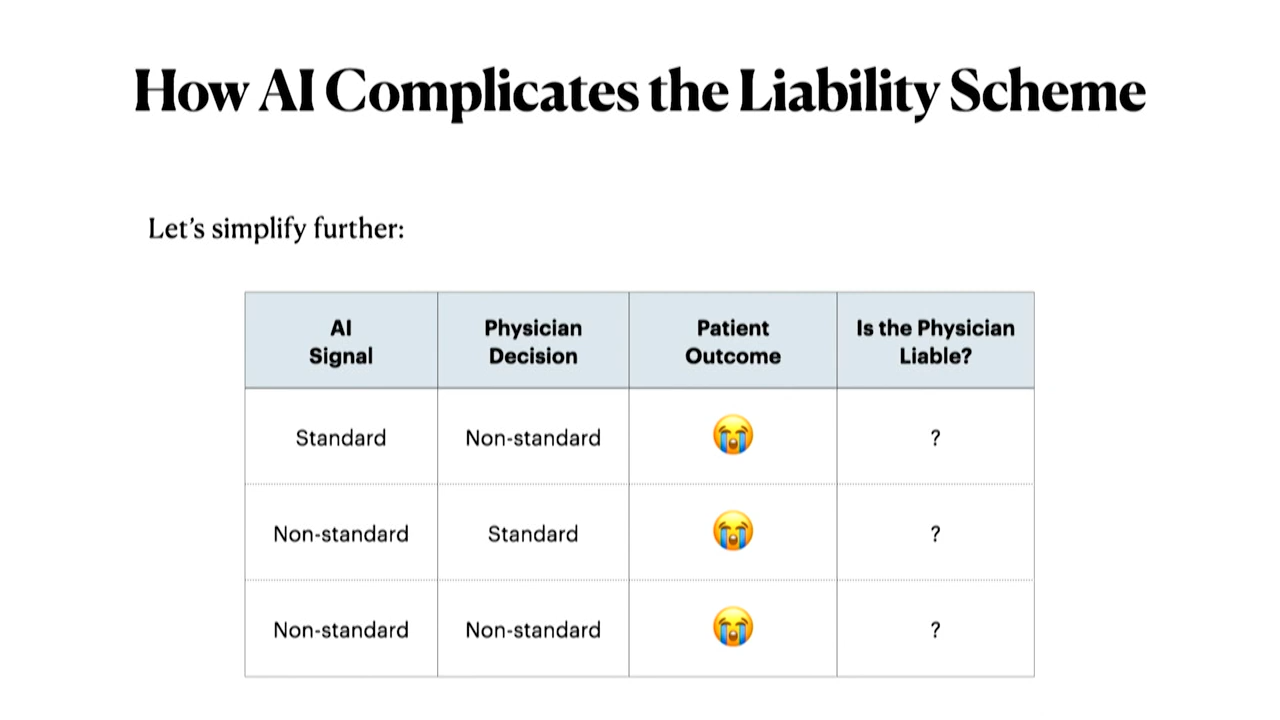 How AI Complicates the Liability Scheme
Let’s simplify further:
AI Signal
Physician Decision
Patient Outcome
Is the Physician Liable?
Standard
Non-standard
😭
?
Non-standard
Standard
😭
?
Non-standard
Non-standard
😭
?